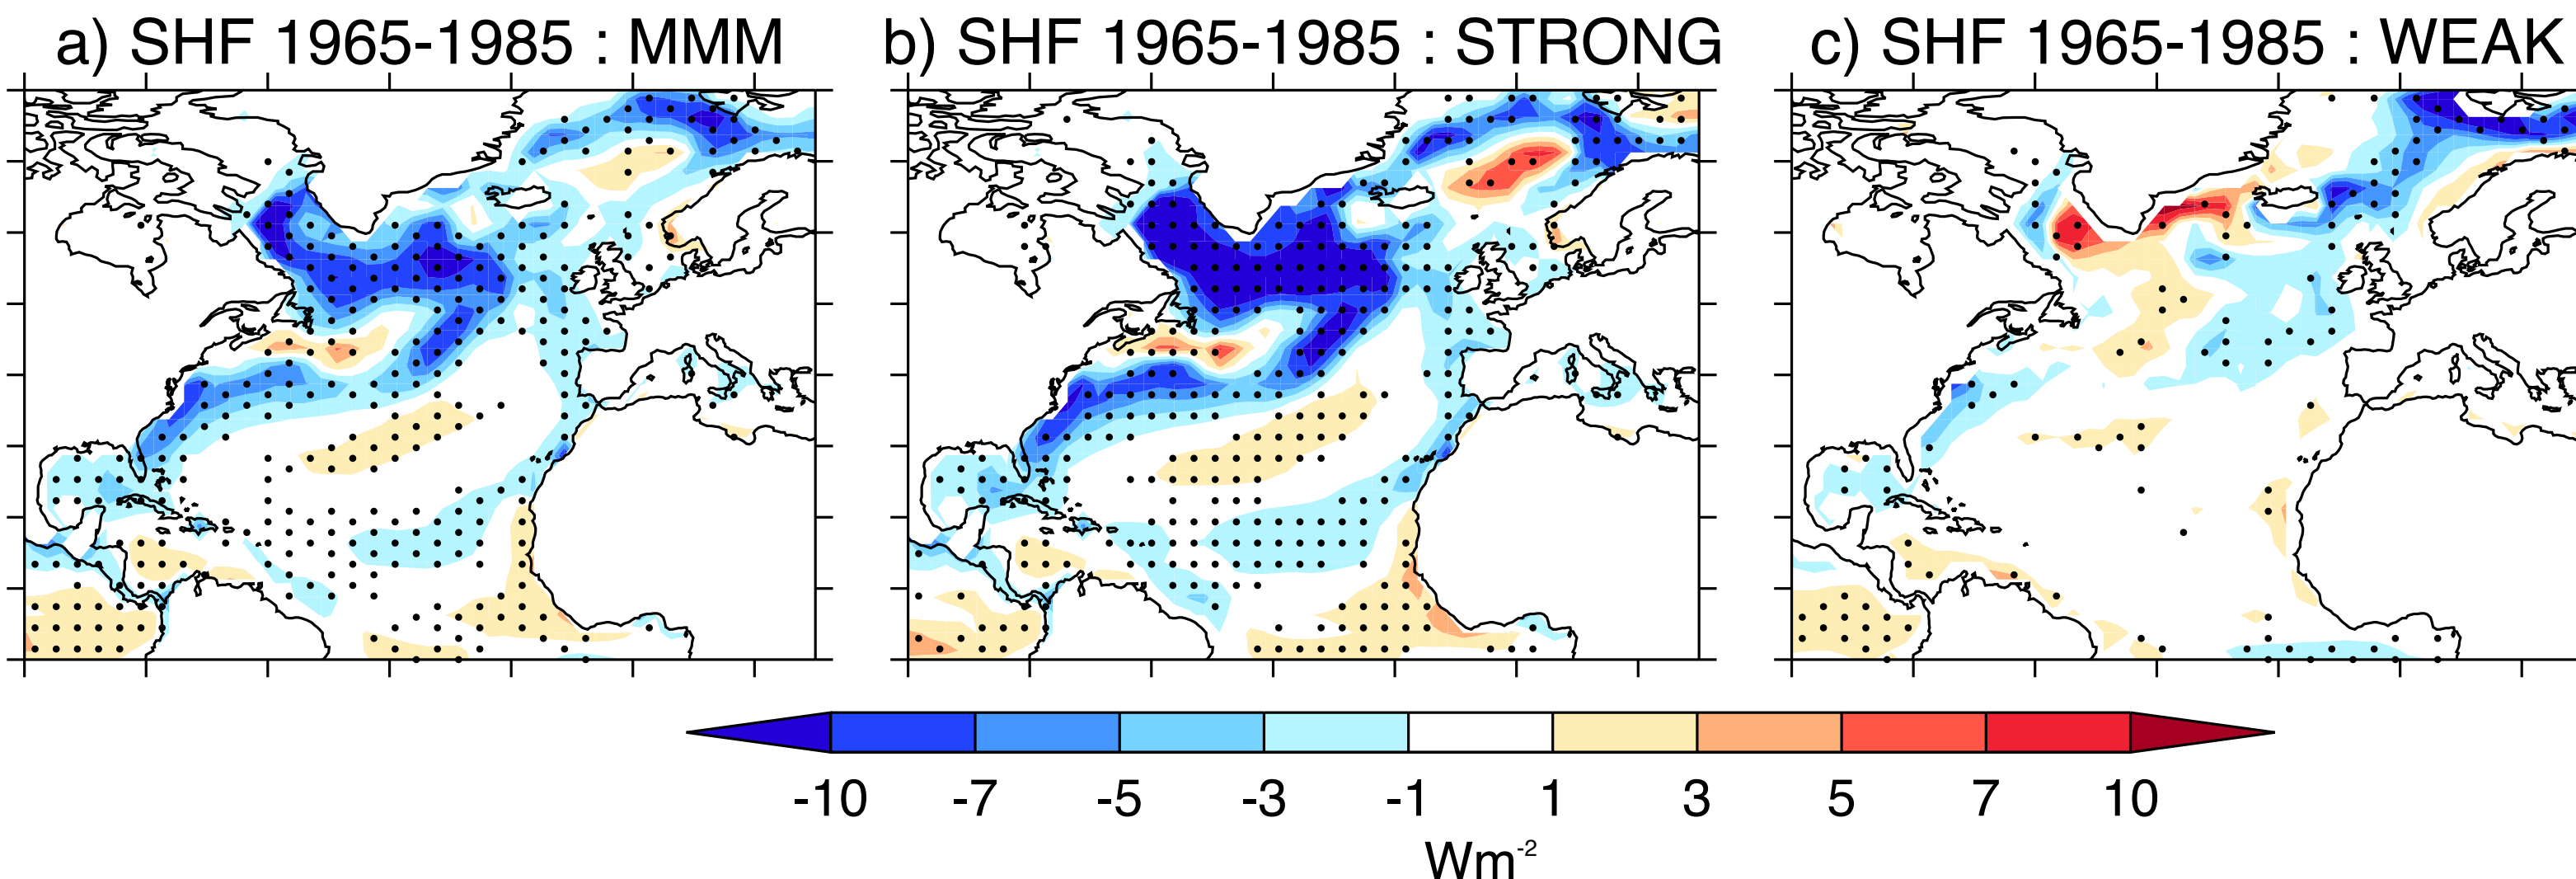 a) SHF 1965-1985 : MMM
b) SHF 1965-1985 : STRONG
c) SHF 1965-1985 : WEAK
-10 -7 -5 -3 -1 1 3 5 7 10
Wm-2